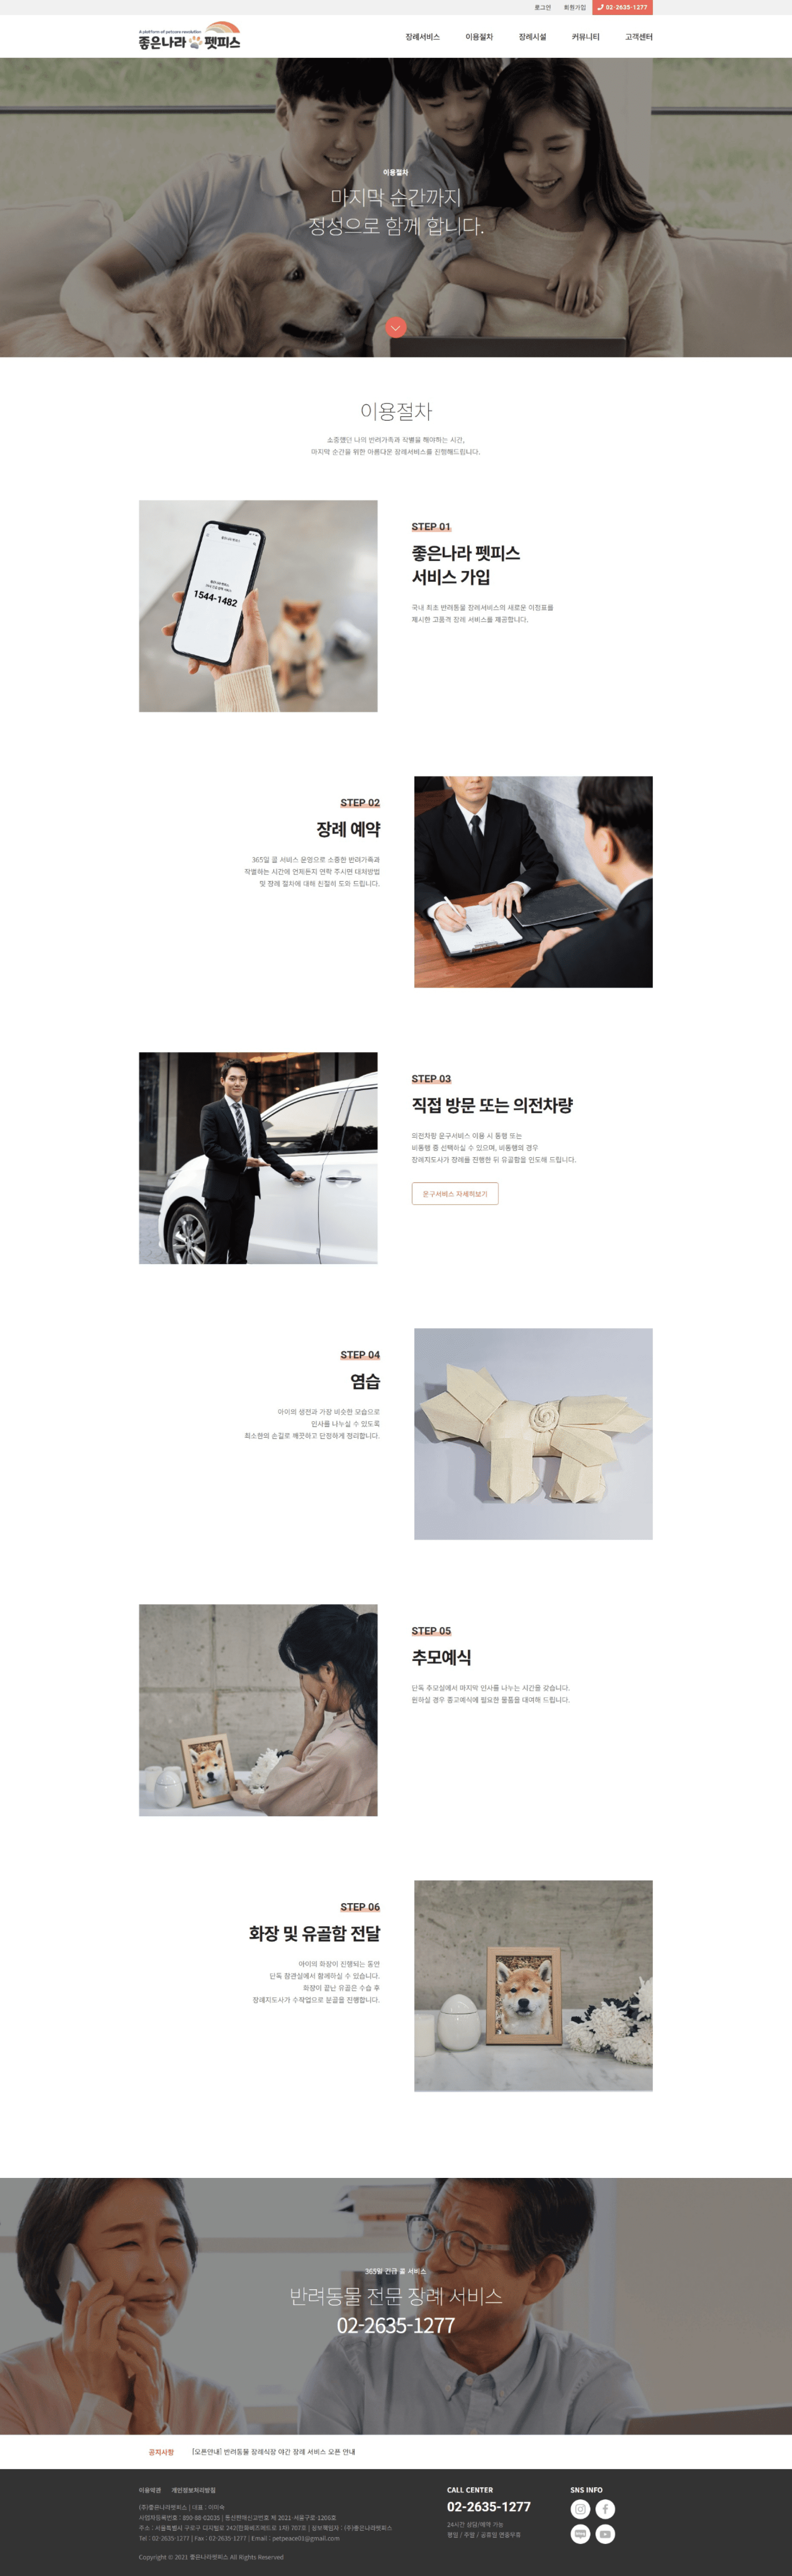 로그인 회원가입 02-2635-1277
A platform of petcare revolution
좋은나라 펫피스
장례서비스 이용절차 장례시설 커뮤니티 고객센터
이용절차
마지막 순간까지
정성으로 함께 합니다.
이용절차
소중했던 나의 반려가족과 작별을 해야하는 시간,
마지막 순간을 위한 아름다운 장례서비스를 진행해드립니다.
1544-1482
STEP 01
좋은나라 펫피스
서비스 가입
국내 최초 반려동물 장례서비스의 새로운 이정표를
제시한 고품격 장례 서비스를 제공합니다.
STEP 02
장례 예약
365일 콜 서비스 운영으로 소중한 반려가족과
작별하는 시간에 언제든지 연락 주시면 대처방법
및 장례 절차에 대해 친절히 도와 드립니다.
STEP 03
직접 방문 또는 의전차량
의전차량 운구서비스 이용 시 동행 또는
비동행 중 선택하실 수 있으며, 비동행의 경우
장례지도사가 장례를 진행한 뒤 유골함을 인도해 드립니다.
운구서비스 자세히보기
STEP 04
염습
아이의 생전과 가장 비슷한 모습으로
인사를 나누실 수 있도록
최소한의 손길로 깨끗하고 단정하게 정리합니다.
STEP 05
추모예식
단독 추모실에서 마지막 인사를 나누는 시간을 갖습니다.
원하실 경우 종교예식에 필요한 물품을 대여해 드립니다.
STEP 06
화장 및 유골함 전달
아이의 화장이 진행되는 동안
단독 참관실에서 함께하실 수 있습니다.
화장이 끝난 유골은 수습 후
장례지도사가 수작업으로 분골을 진행합니다.
365일 긴급 콜 서비스
반려동물 전문 장례 서비스
02-2635-1277
공지사항 [오픈안내] 반려동물 장례식장 야간 장례 서비스 오픈 안내
이용약관 개인정보처리방침
(주)좋은나라펫피스 | 대표 : 이미숙
사업자등록번호 : 890-88-02035 | 통신판매신고번호 제 2021-서울구로-1205호
주소 : 서울특별시 구로구 디지털로 242(한화비즈메트로 1차) 707호 | 정보책임자 : (주)좋은나라펫피스
Tel : 02-2635-1277 | Fax : 02-2635-1277 | Email : petpeace01@gmail.com
Copyright © 2021 좋은나라펫피스 All Rights Reserved
CALL CENTER
02-2635-1277
24시간 상담/예약 가능
평일 / 주말 / 공휴일 연중무휴
SNS INFO